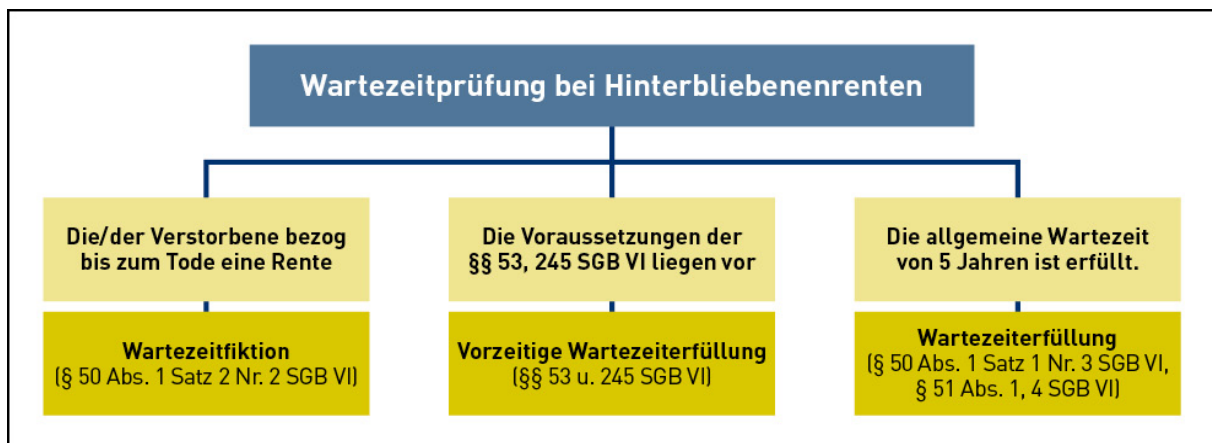 Wartezeitprüfung bei Hinterbliebenenrenten
Die/der Verstorbene bezog
bis zum Tode eine Rente
Wartezeitfiktion
(§ 50 Abs. 1 Satz 2 Nr. 2 SGB VI)
Die Voraussetzungen der
§§ 53, 245 SGB VI liegen vor
Vorzeitige Wartezeiterfüllung
(§§ 53 u. 245 SGB VI)
Die allgemeine Wartezeit
von 5 Jahren ist erfüllt.
Wartezeiterfüllung
(§ 50 Abs. 1 Satz 1 Nr. 3 SGB VI,
§ 51 Abs. 1, 4 SGB VI)